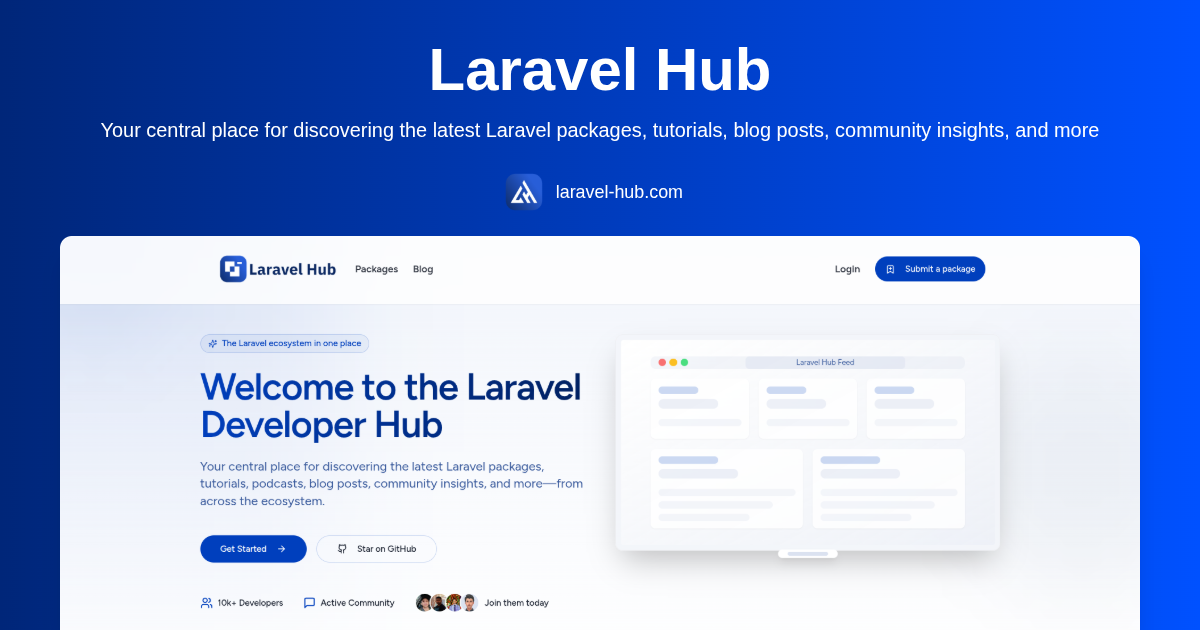 Laravel Hub
Your central place for discovering the latest Laravel packages, tutorials, blog posts, community insights, and more
laravel-hub.com
Laravel Hub
Packages
Blog
Login
Submit a package
The Laravel ecosystem in one place
Welcome to the Laravel
Developer Hub
Your central place for discovering the latest Laravel packages,
tutorials, podcasts, blog posts, community insights, and more—from
across the ecosystem.
Get Started
Star on GitHub
10k+ Developers
Active Community
Join them today
Laravel Hub Feed